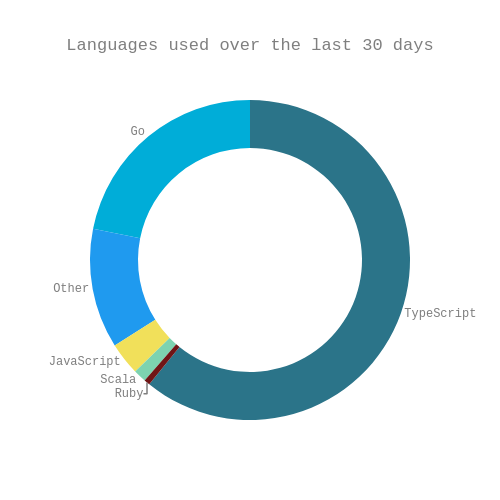 Languages used over the last 30 days
Go
Other
TypeScript
JavaScript
Scala
Ruby